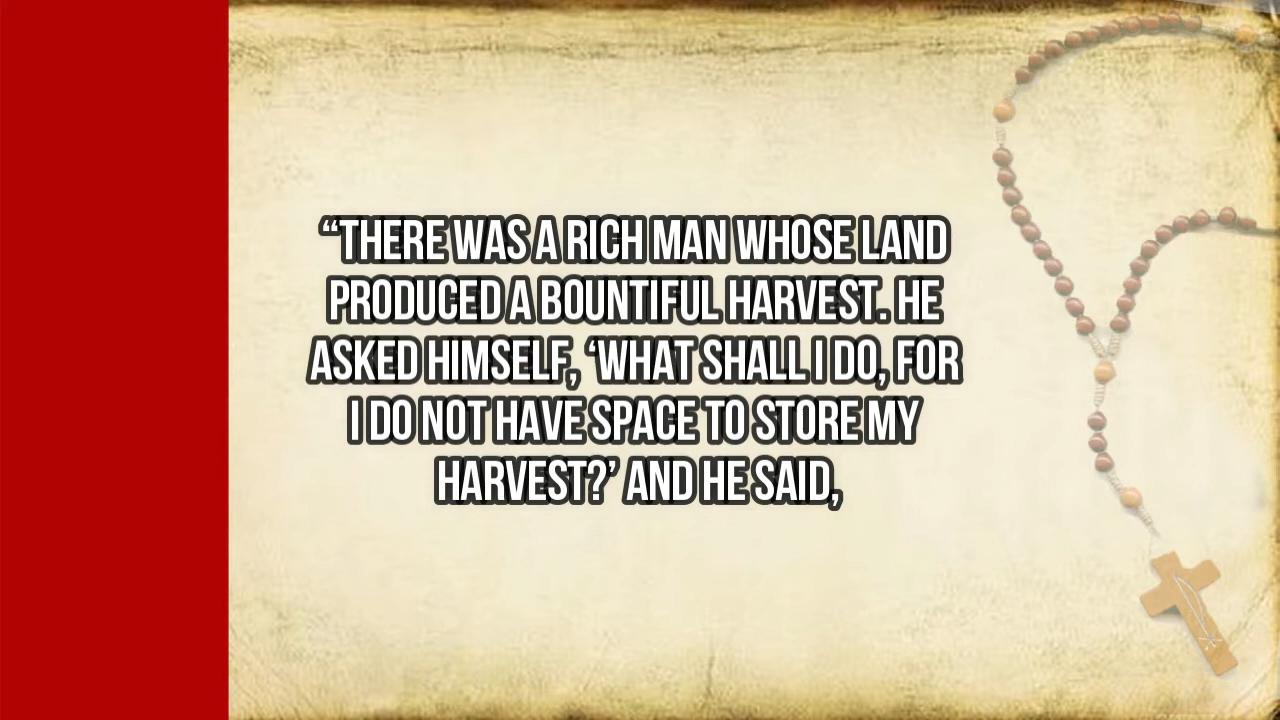 “THERE WAS A RICH MAN WHOSE LAND
PRODUCED A BOUNTIFUL HARVEST. HE
ASKED HIMSELF, ‘WHAT SHALL I DO, FOR
I DO NOT HAVE SPACE TO STORE MY
HARVEST?’ AND HE SAID,